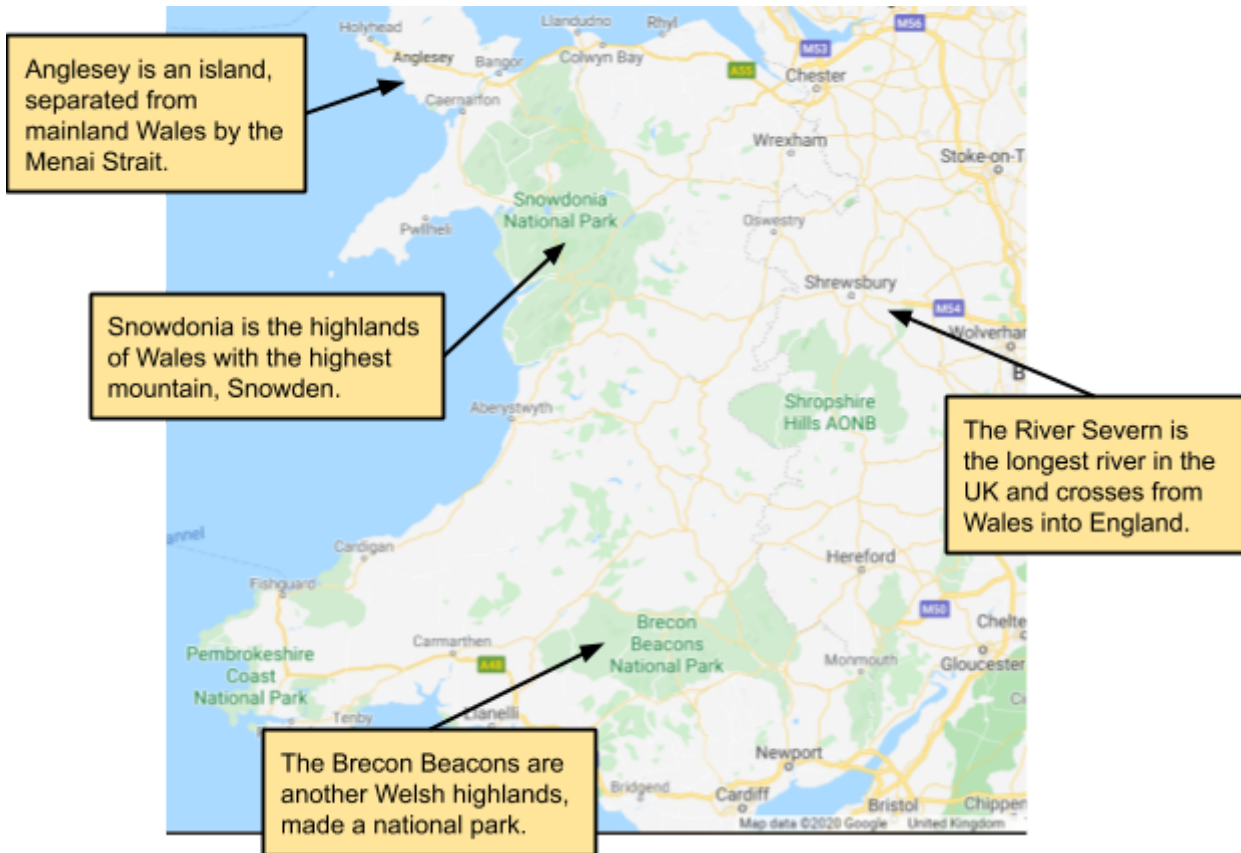 Holyhead
Llandudno
Rhyl
M56
M53
Anglesey
Bangor
Colwyn Bay
A55
Chester
Anglesey is an island,
separated from
mainland Wales by the
Menai Strait.
Caernarfon
Wrexham
Stoke-on-T
Snowdonia
National Park
Pwllheli
Oswestry
Shrewsbury
M54
Wolverhar
B
Snowdonia is the highlands
of Wales with the highest
mountain, Snowden.
Aberystwyth
Shropshire
Hills AONB
The River Severn is
the longest river in the
UK and crosses from
Wales into England.
annel
Cardigan
Hereford
Fishguard
M50
Brecon
Beacons
National Park
Chelte
Carmarthen
A48
Monmouth
Gloucester
Pembrokeshire
Coast
National Park
Tenby
Llanelli
The Brecon Beacons are
another Welsh highlands,
made a national park.
Newport
Bridgend
Cardiff
Bristol
Chippen
Map data ©2020 Google
United Kingdom